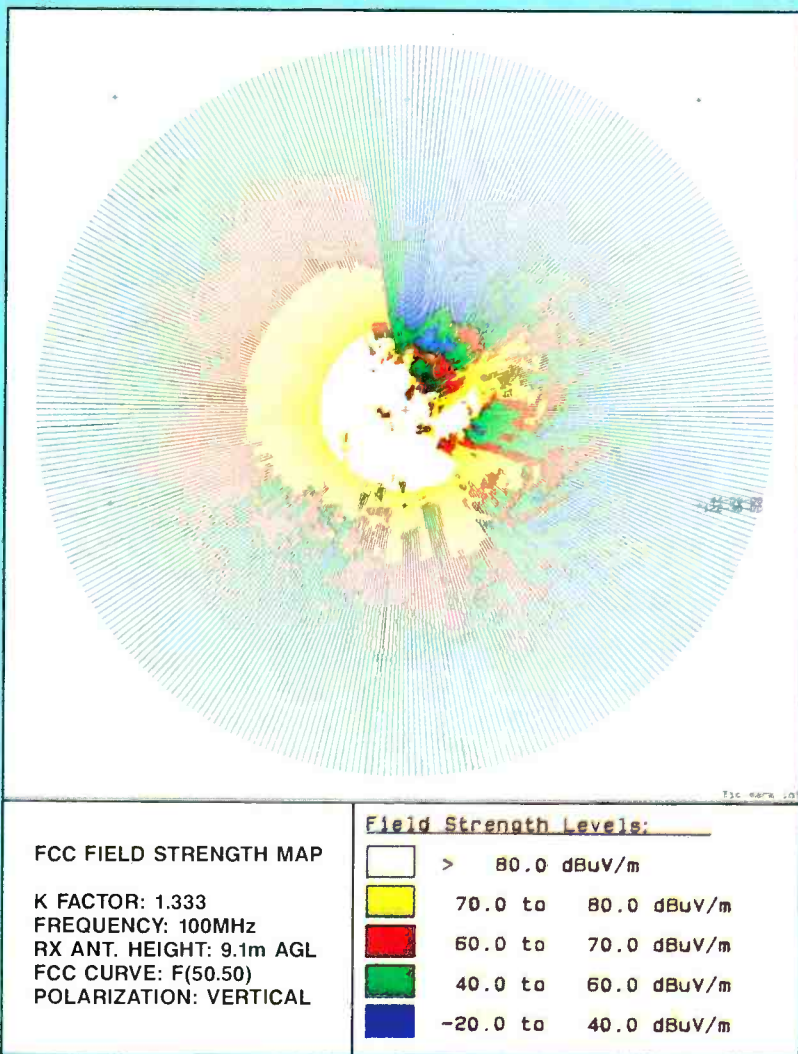 FCC FIELD STRENGTH MAP
K FACTOR: 1.333
FREQUENCY: 100MHz
RX ANT. HEIGHT: 9.1m AGL
FCC CURVE: F(50.50)
POLARIZATION: VERTICAL
Field Strength Levels:
> 80.0 dBuV/m
70.0 to 80.0 dBuV/m
60.0 to 70.0 dBuV/m
40.0 to 60.0 dBuV/m
-20.0 to 40.0 dBuV/m